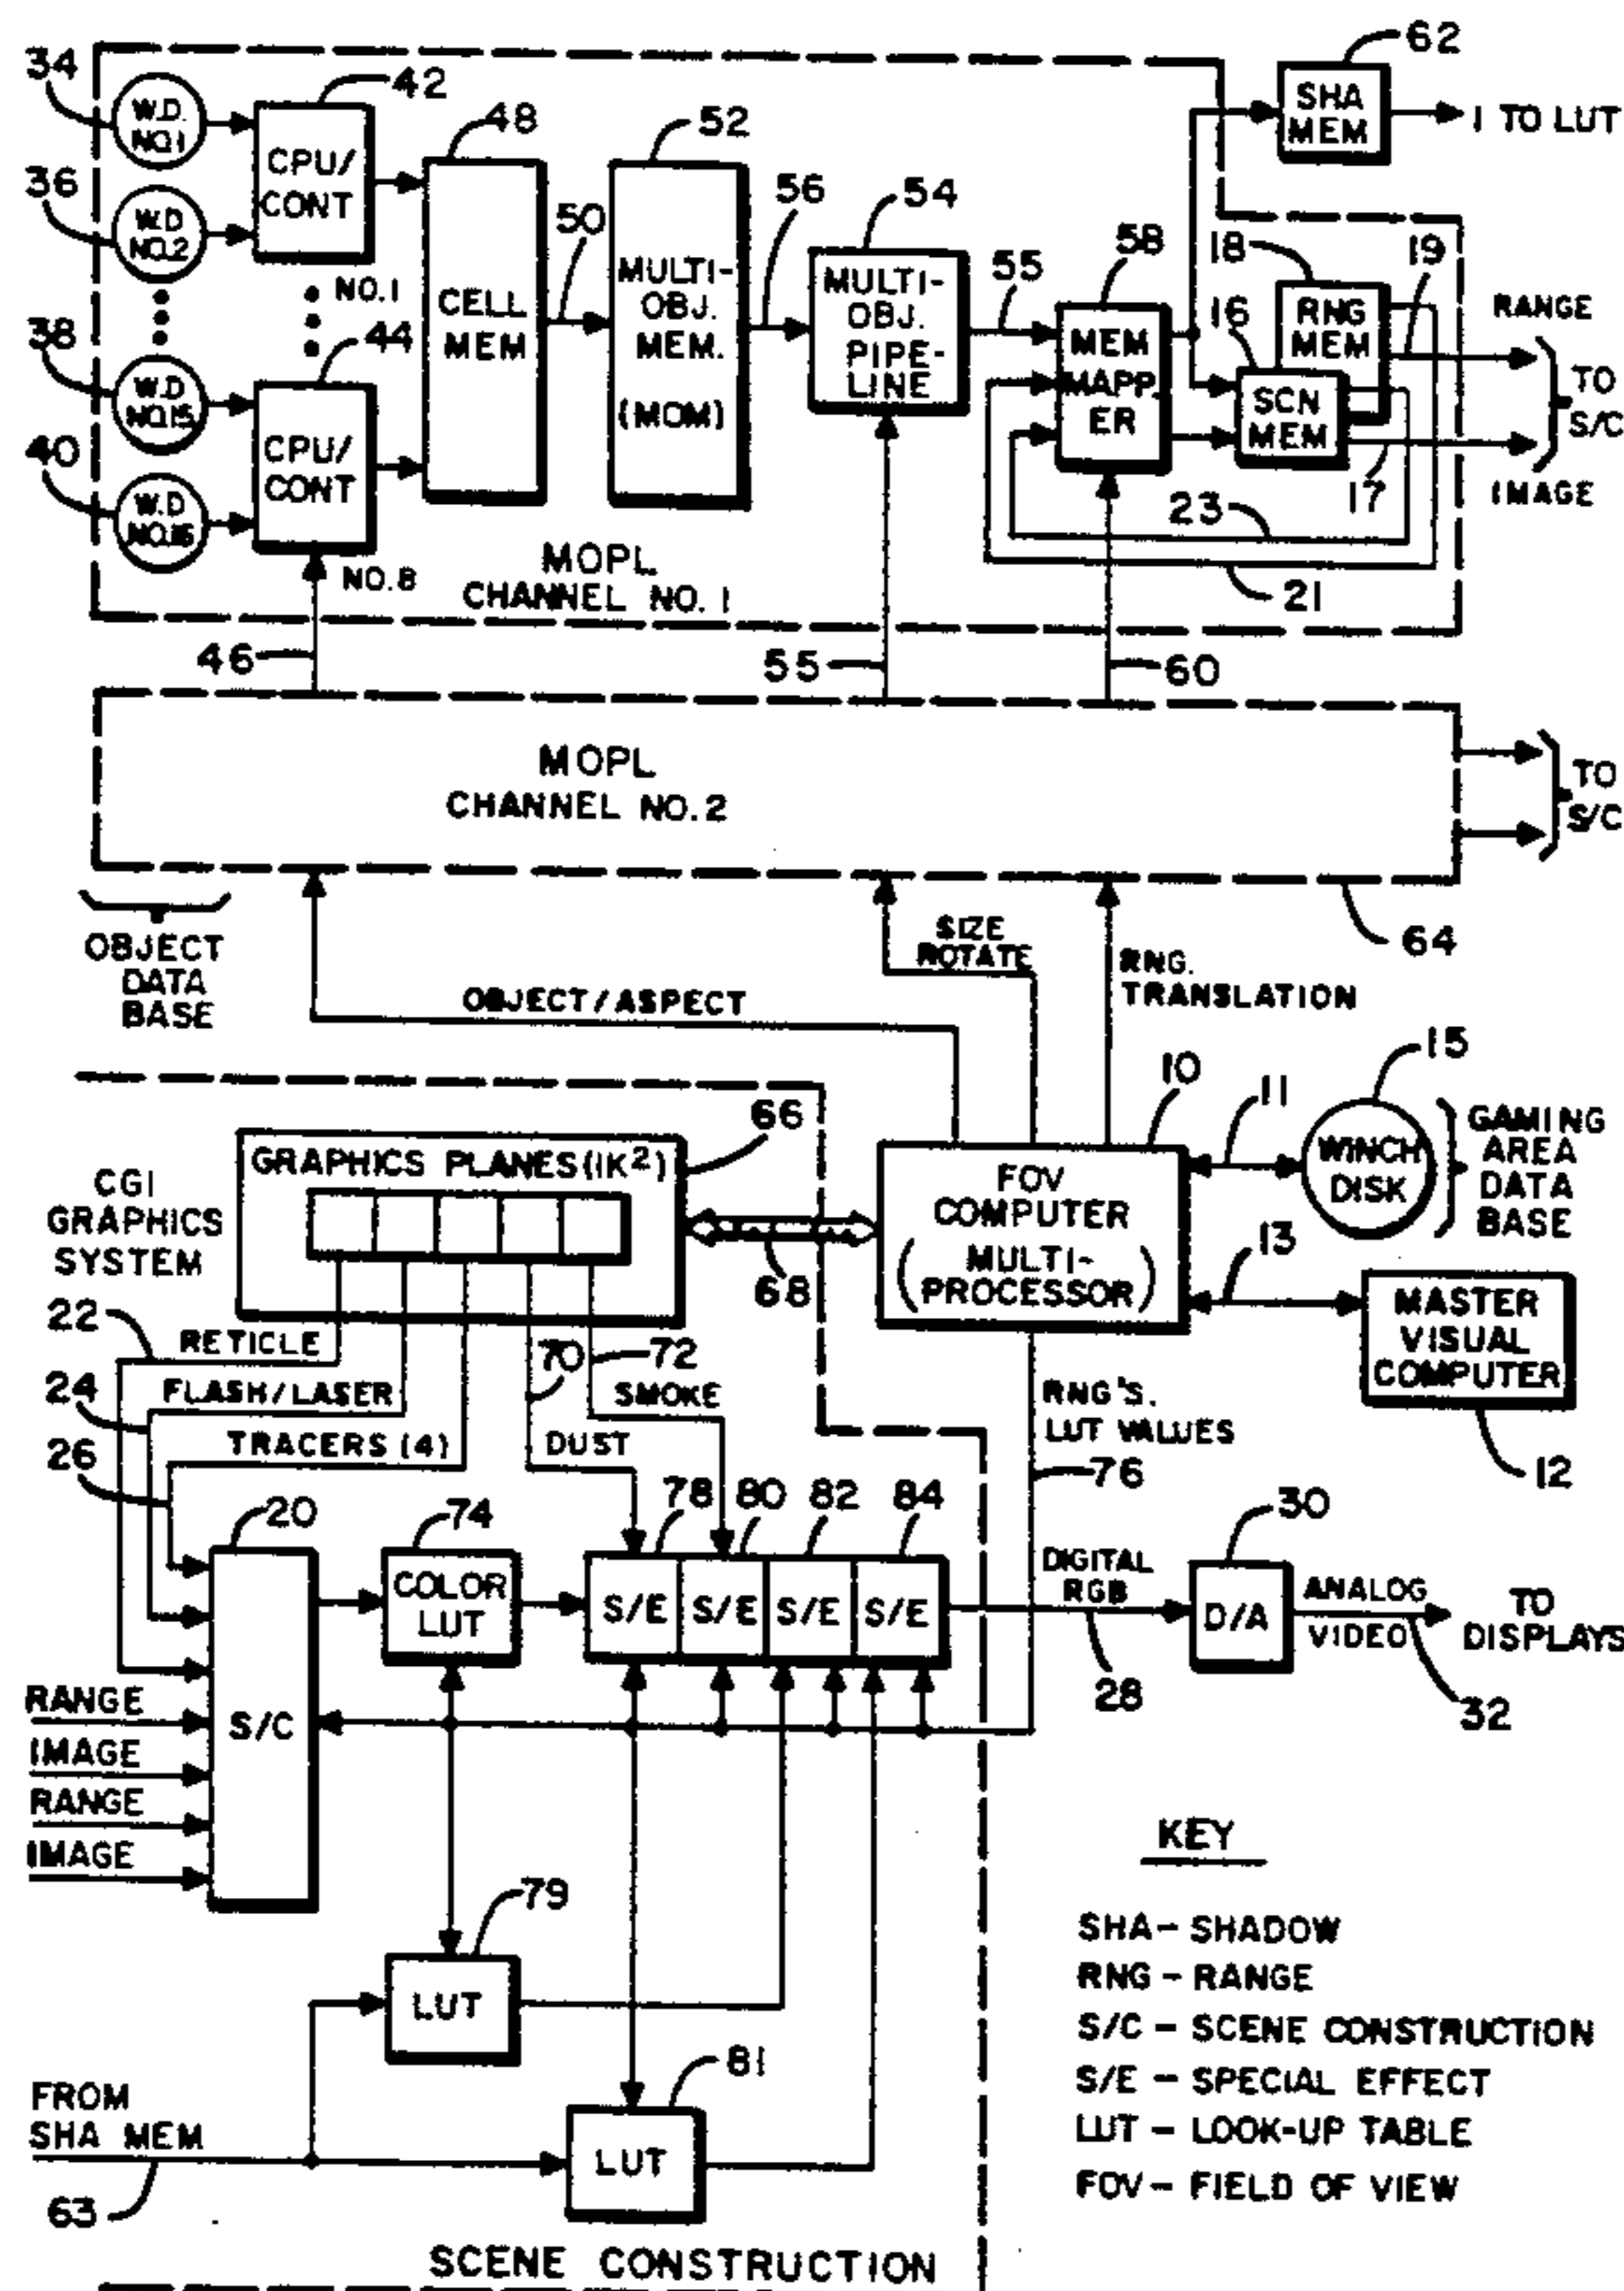 62
34
42
SHA
MEM
1 TO LUT
W.D.
NO.1
48
52
CPU/
CONT
36
W.D
NO.2
50
56
54
58
18
19
NO.1
CELL
MEM
MULTI-
OBJ.
MEM.
(MOM)
MULTI-
OBJ.
PIPE-
LINE
55
MEM
MAPP
ER
16
RNG
MEM
RANGE
38
44
TO
S/C
W.D
NO.15
SCN
MEM
40
CPU/
CONT
17
IMAGE
W.D
NO.16
23
NO.8
MOPL
CHANNEL NO. 1
21
46
55
60
MOPL
CHANNEL NO. 2
TO
S/C
64
OBJECT
DATA
BASE
SIZE
ROTATE
RNG.
TRANSLATION
OBJECT/ASPECT
15
10
11
66
GRAPHICS PLANES (1K²)
WINCH
DISK
GAMING
AREA
DATA
BASE
CGI
GRAPHICS
SYSTEM
FOV
COMPUTER
(MULTI-
PROCESSOR)
13
68
MASTER
VISUAL
COMPUTER
22
RETICLE
70
72
24
FLASH/LASER
SMOKE
RNG'S.
LUT VALUES
26
TRACERS (4)
DUST
76
12
20
74
78
80
82
84
30
COLOR
LUT
S/E
S/E
S/E
S/E
DIGITAL
RGB
D/A
ANALOG
VIDEO
TO
DISPLAYS
28
32
RANGE
S/C
IMAGE
RANGE
IMAGE
KEY
79
LUT
SHA - SHADOW
RNG - RANGE
S/C - SCENE CONSTRUCTION
S/E - SPECIAL EFFECT
LUT - LOOK-UP TABLE
FOV - FIELD OF VIEW
81
FROM
SHA MEM
LUT
63
SCENE CONSTRUCTION